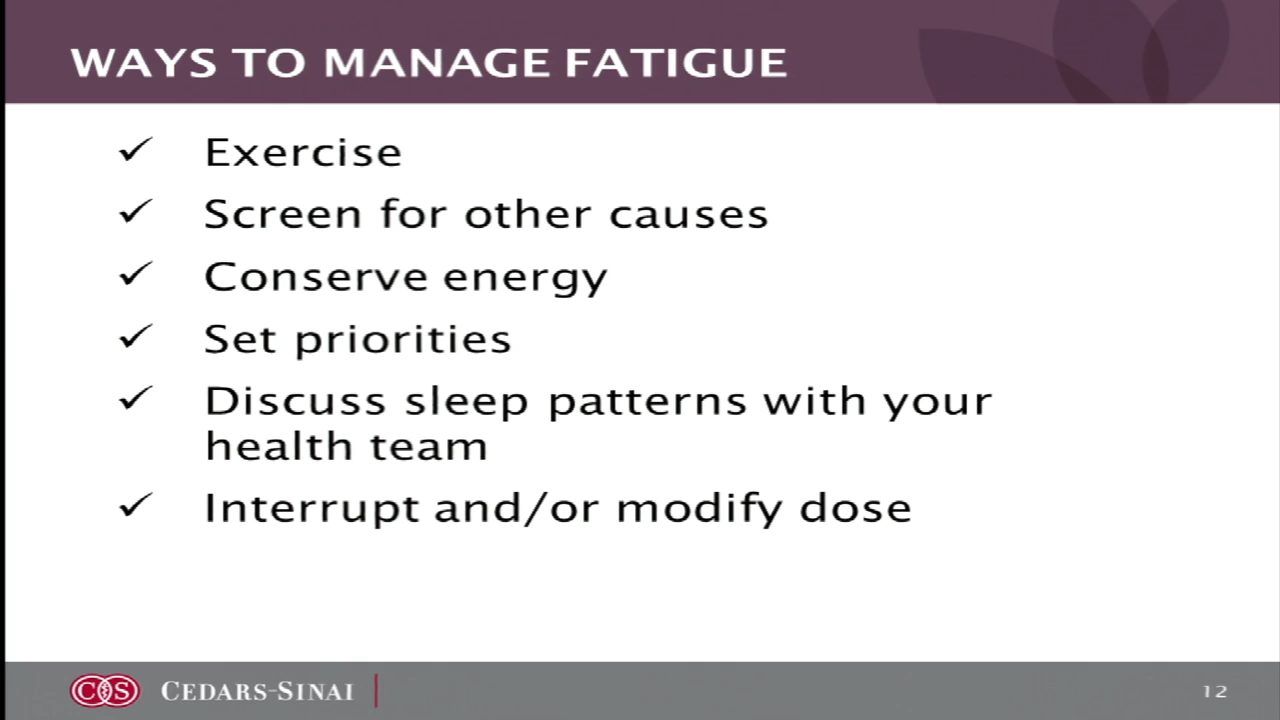 WAYS TO MANAGE FATIGUE
✓ Exercise
✓ Screen for other causes
✓ Conserve energy
✓ Set priorities
✓ Discuss sleep patterns with your
health team
✓ Interrupt and/or modify dose
CS CEDARS-SINAI
12